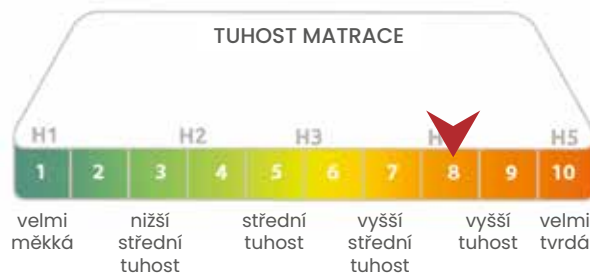 TUHOST MATRACE
H1 H2 H3 H H5
1 2 3 4 5 6 7 8 9 10
velmi nižší střední vyšší vyšší velmi
měkká střední tuhost střední tuhost tvrdá
tuhost tuhost